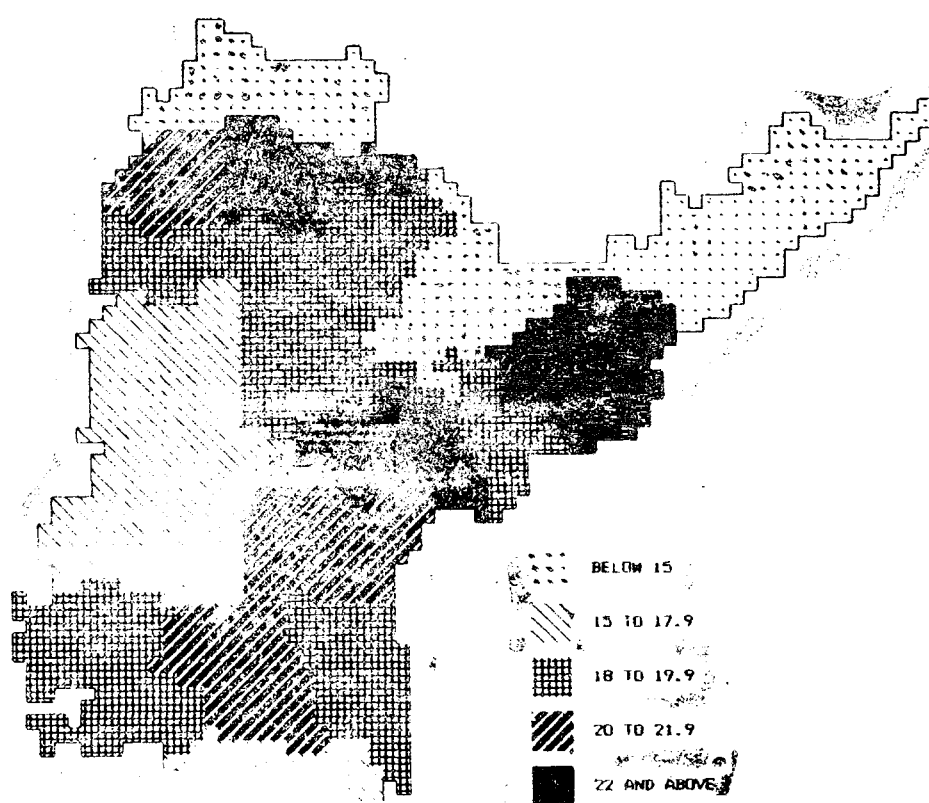 BELOW 15
15 TO 17.9
18 TO 19.9
20 TO 21.9
22 AND ABOVE